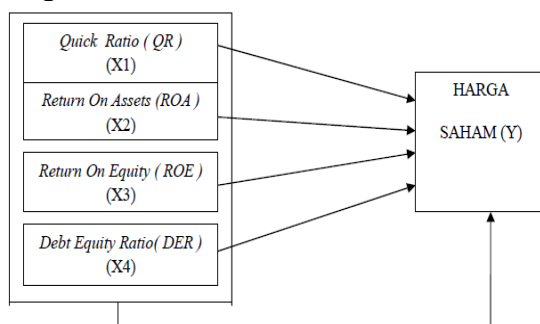 Quick Ratio ( QR )
(X1)
Return On Assets (ROA )
(X2)
Return On Equity ( ROE )
(X3)
Debt Equity Ratio( DER )
(X4)
HARGA
SAHAM (Y)